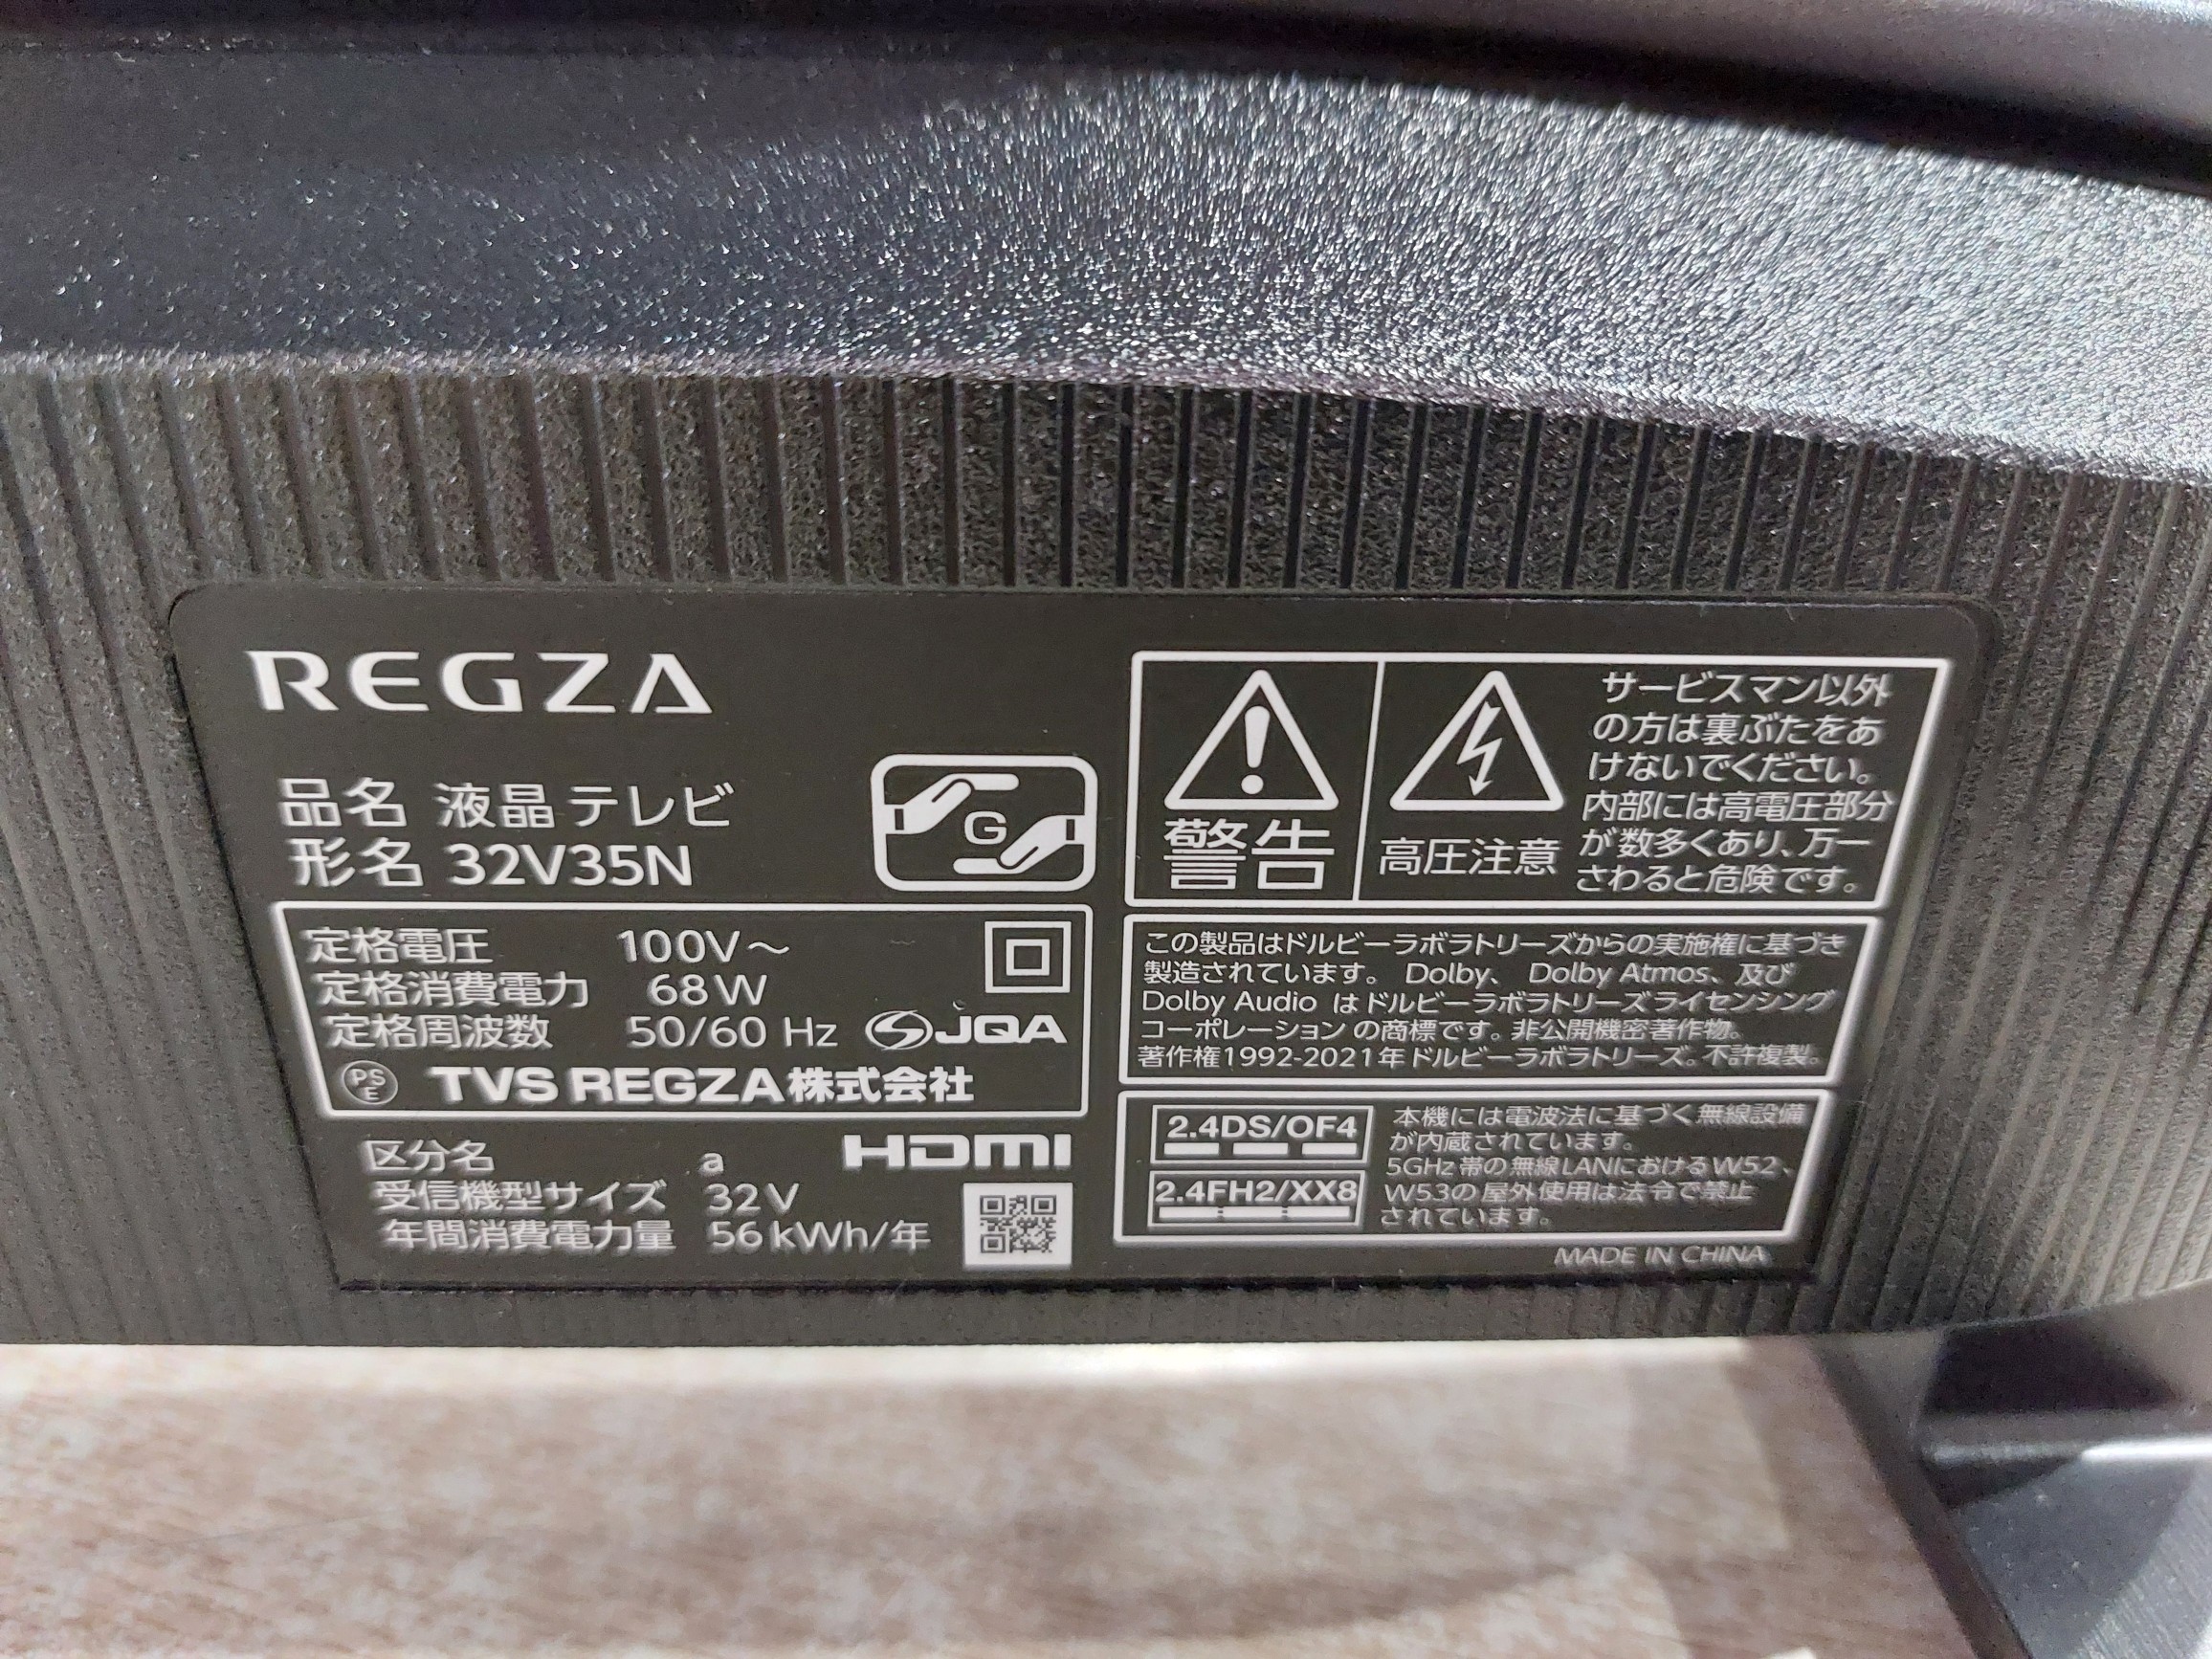 REGZA
品名 液晶テレビ
形名 32V35N
G
定格電圧 100V～
定格消費電力 68W
定格周波数 50/60 Hz
JQA
PS
E
TVS REGZA株式会社
区分名 a
受信機型サイズ 32V
年間消費電力量 56kWh/年
HDMI
警告
高圧注意
サービスマン以外
の方は裏ぶたをあ
けないでください。
内部には高電圧部分
が数多くあり、万一
さわると危険です。
この製品はドルビーラボラトリーズからの実施権に基づき
製造されています。 Dolby、 Dolby Atmos、及び
Dolby Audio はドルビーラボラトリーズライセンシング
コーポレーションの商標です。非公開機密著作物。
著作権1992-2021年ドルビーラボラトリーズ。不許複製。
2.4DS/OF4
2.4FH2/XX8
本機には電波法に基づく無線設備
が内蔵されています。
5GHz帯の無線LANにおけるW52、
W53の屋外使用は法令で禁止
されています。
MADE IN CHINA